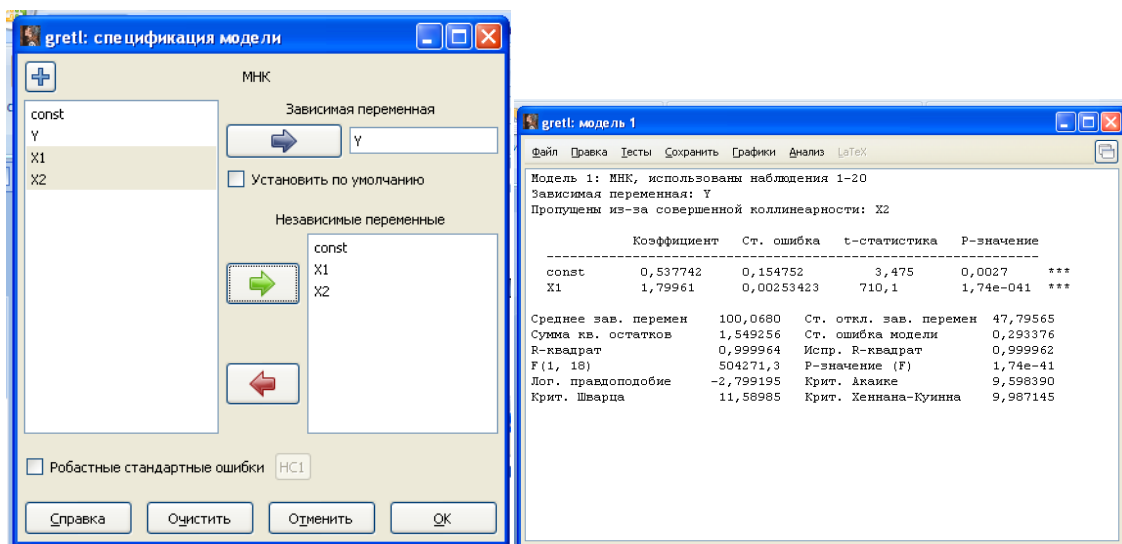 gretl: спецификация модели
МНК
const
Y
X1
X2
Зависимая переменная
Y
Установить по умолчанию
Независимые переменные
const
X1
X2
Робастные стандартные ошибки HC1
Справка Очистить Отменить OK
gretl: модель 1
Файл Правка Тесты Сохранить Графики Анализ LaTeX
Модель 1: МНК, использованы наблюдения 1-20
Зависимая переменная: Y
Пропущены из-за совершенной коллинеарности: X2
Коэффициент Ст. ошибка t-статистика P-значение
---------------------------------------------------------------
const 0,537742 0,154752 3,475 0,0027 ***
X1 1,79961 0,00253423 710,1 1,74e-041 ***
Среднее зав. перемен 100,0680 Ст. откл. зав. перемен 47,79565
Сумма кв. остатков 1,549256 Ст. ошибка модели 0,293376
R-квадрат 0,999964 Испр. R-квадрат 0,999962
F(1, 18) 504271,3 P-значение (F) 1,74e-41
Лог. правдоподобие -2,799195 Крит. Акаике 9,598390
Крит. Шварца 11,58985 Крит. Хеннана-Куинна 9,987145